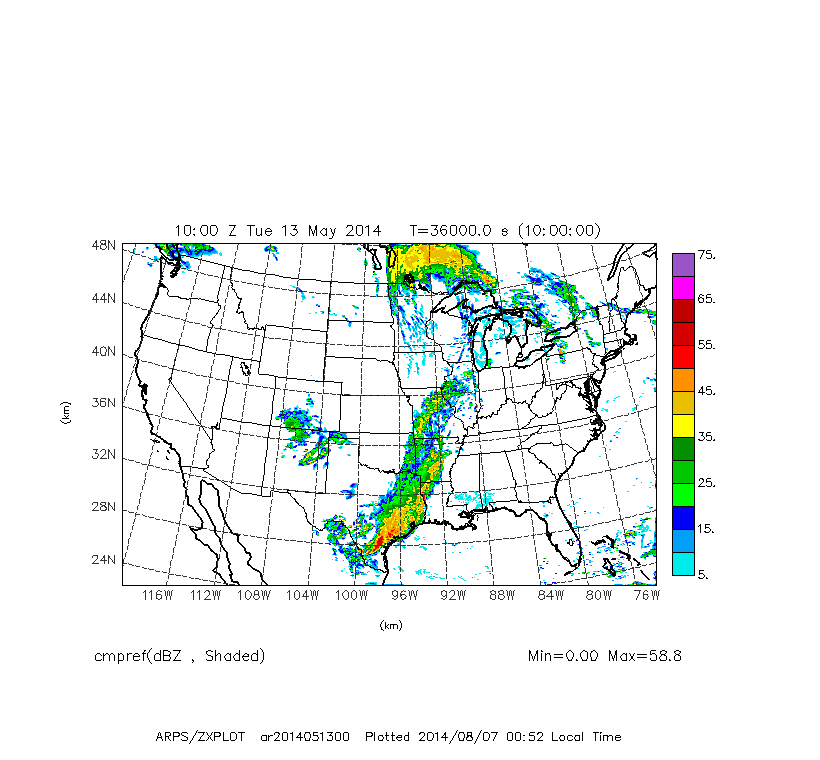 10:00 Z Tue 13 May 2014 T=36000.0 s (10:00:00)
48N
44N
40N
36N
32N
28N
24N
(km)
116W 112W 108W 104W 100W 96W 92W 88W 84W 80W 76W
(km)
75.
65.
55.
45.
35.
25.
15.
5.
cmpref(dBZ , Shaded) Min=0.00 Max=58.8
ARPS/ZXPLOT ar2014051300 Plotted 2014/08/07 00:52 Local Time